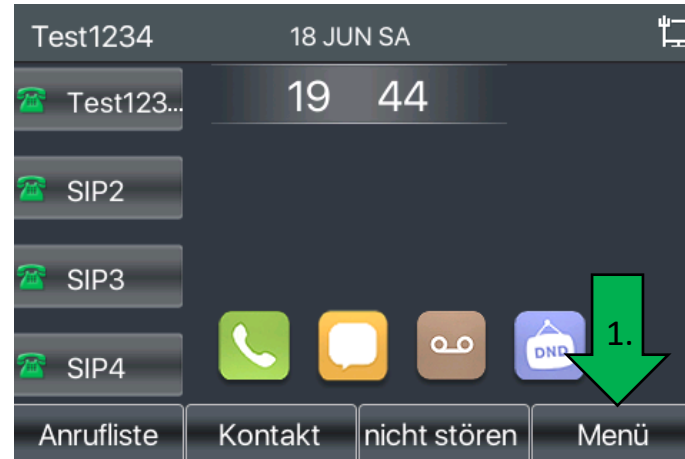 Test1234 18 JUN SA
Test123... 19 44
SIP2
SIP3
DND 1.
SIP4
Anrufliste Kontakt nicht stören Menü